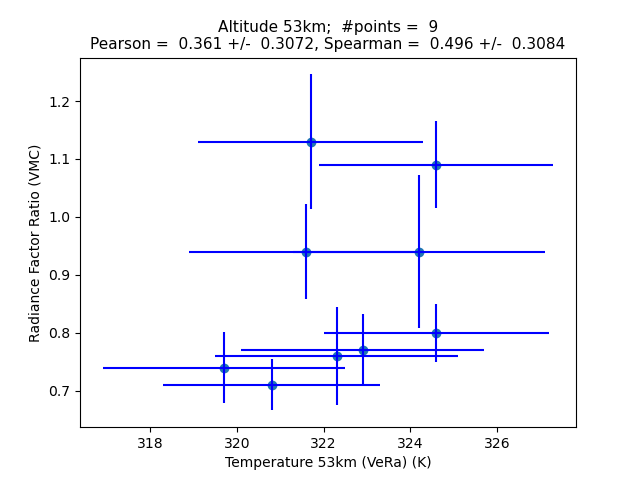 Altitude 53km;  #points =  9
Pearson =  0.361 +/-  0.3072, Spearman =  0.496 +/-  0.3084
Radiance Factor Ratio (VMC)
1.2
1.1
1.0
0.9
0.8
0.7
318 320 322 324 326
Temperature 53km (VeRa) (K)